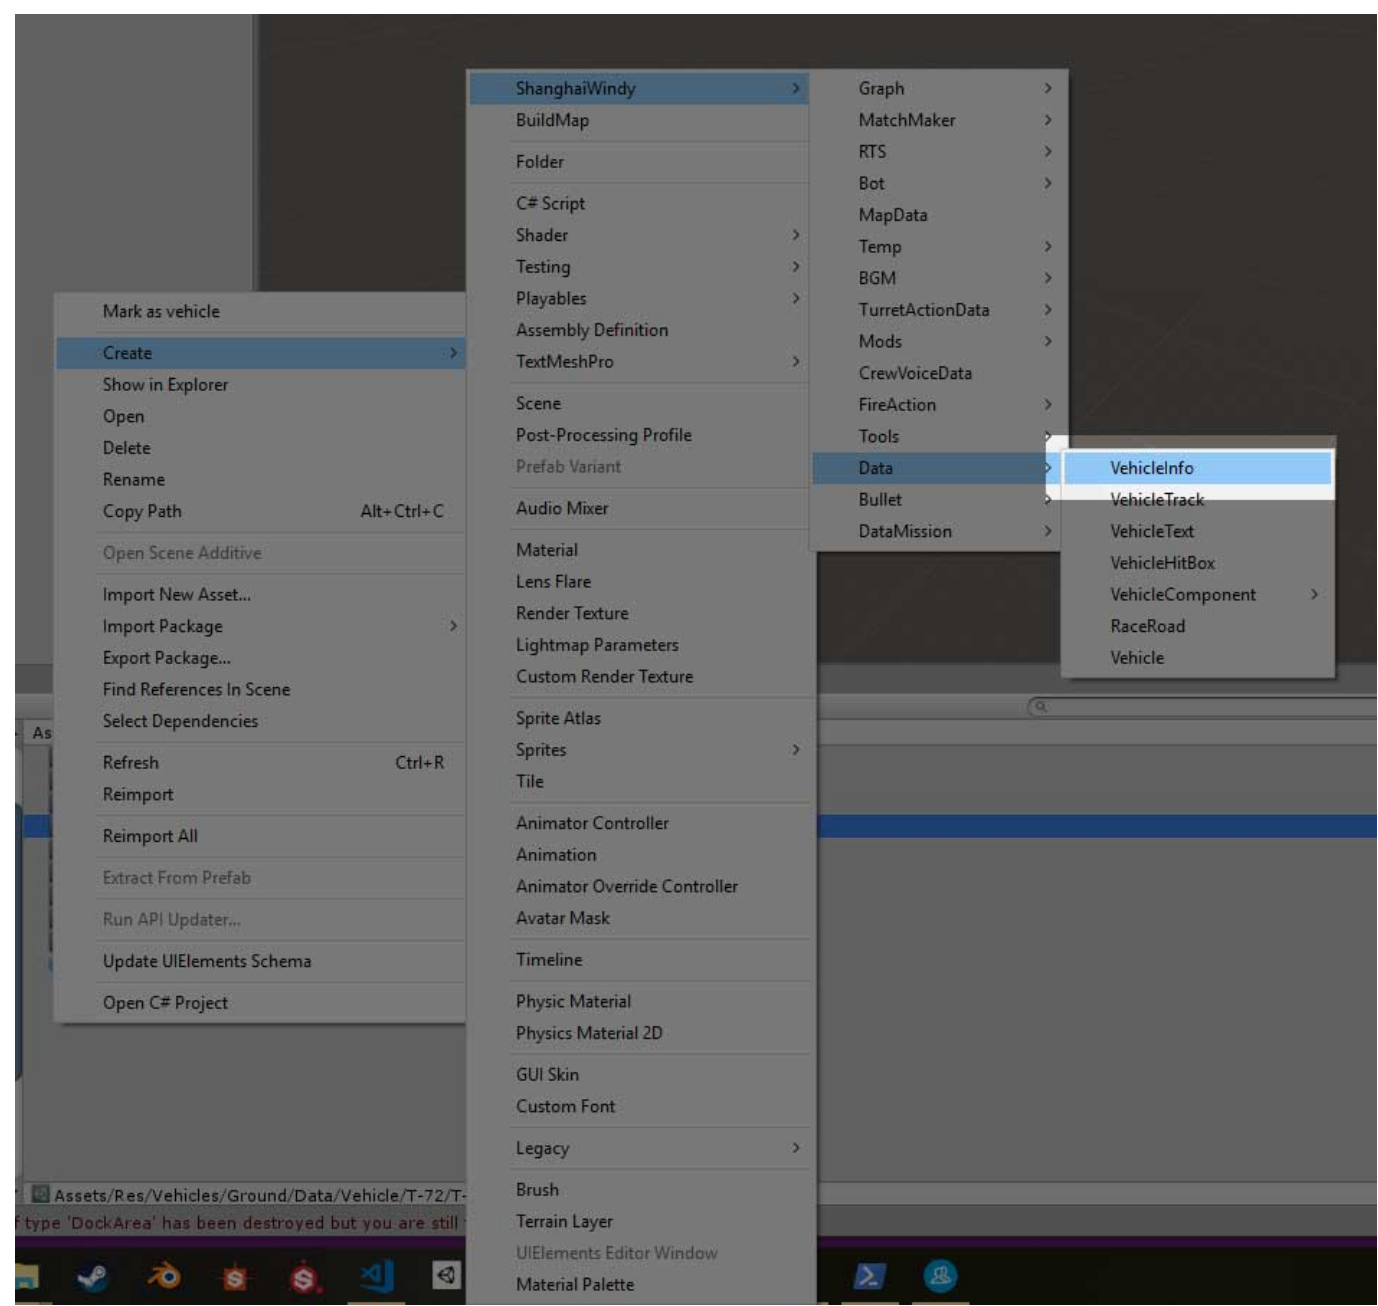 Mark as vehicle
Create
Show in Explorer
Open
Delete
Rename
Copy Path Alt+Ctrl+C
Open Scene Additive
Import New Asset...
Import Package
Export Package...
Find References In Scene
Select Dependencies
Refresh Ctrl+R
Reimport
Reimport All
Extract From Prefab
Run API Updater...
Update UIElements Schema
Open C# Project
ShanghaiWindy
BuildMap
Folder
C# Script
Shader
Testing
Playables
Assembly Definition
TextMeshPro
Scene
Post-Processing Profile
Prefab Variant
Audio Mixer
Material
Lens Flare
Render Texture
Lightmap Parameters
Custom Render Texture
Sprite Atlas
Sprites
Tile
Animator Controller
Animation
Animator Override Controller
Avatar Mask
Timeline
Physic Material
Physics Material 2D
GUI Skin
Custom Font
Legacy
Brush
Terrain Layer
UIElements Editor Window
Material Palette
Graph
MatchMaker
RTS
Bot
MapData
Temp
BGM
TurretActionData
Mods
CrewVoiceData
FireAction
Tools
Data
Bullet
DataMission
VehicleInfo
VehicleTrack
VehicleText
VehicleHitBox
VehicleComponent
RaceRoad
Vehicle
As
Assets/Res/Vehicles/Ground/Data/Vehicle/T-72/T-
f type 'DockArea' has been destroyed but you are still